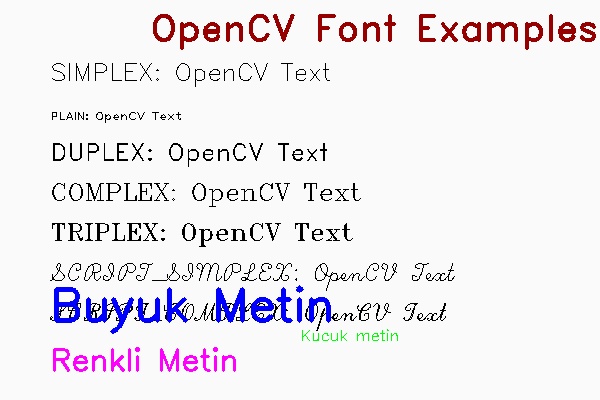 OpenCV Font Examples
SIMPLEX: OpenCV Text
PLAIN: OpenCV Text
DUPLEX: OpenCV Text
COMPLEX: OpenCV Text
TRIPLEX: OpenCV Text
SCRIPT_SIMPLEX: OpenCV Text
Buyuk Metin
SCRIPT_COMPLEX: OpenCV Text
Kucuk metin
Renkli Metin